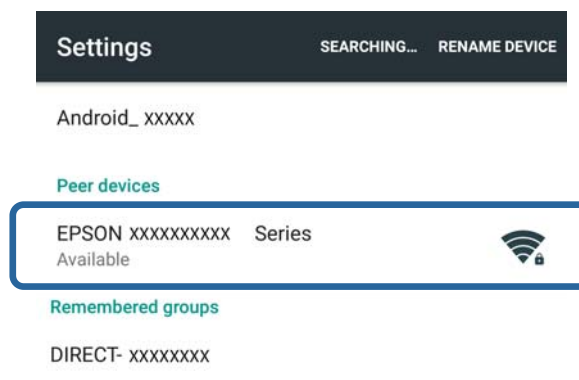 Settings SEARCHING... RENAME DEVICE
Android_ xxxxx
Peer devices
EPSON xxxxxxxxxx Series
Available
Remembered groups
DIRECT- xxxxxxxx